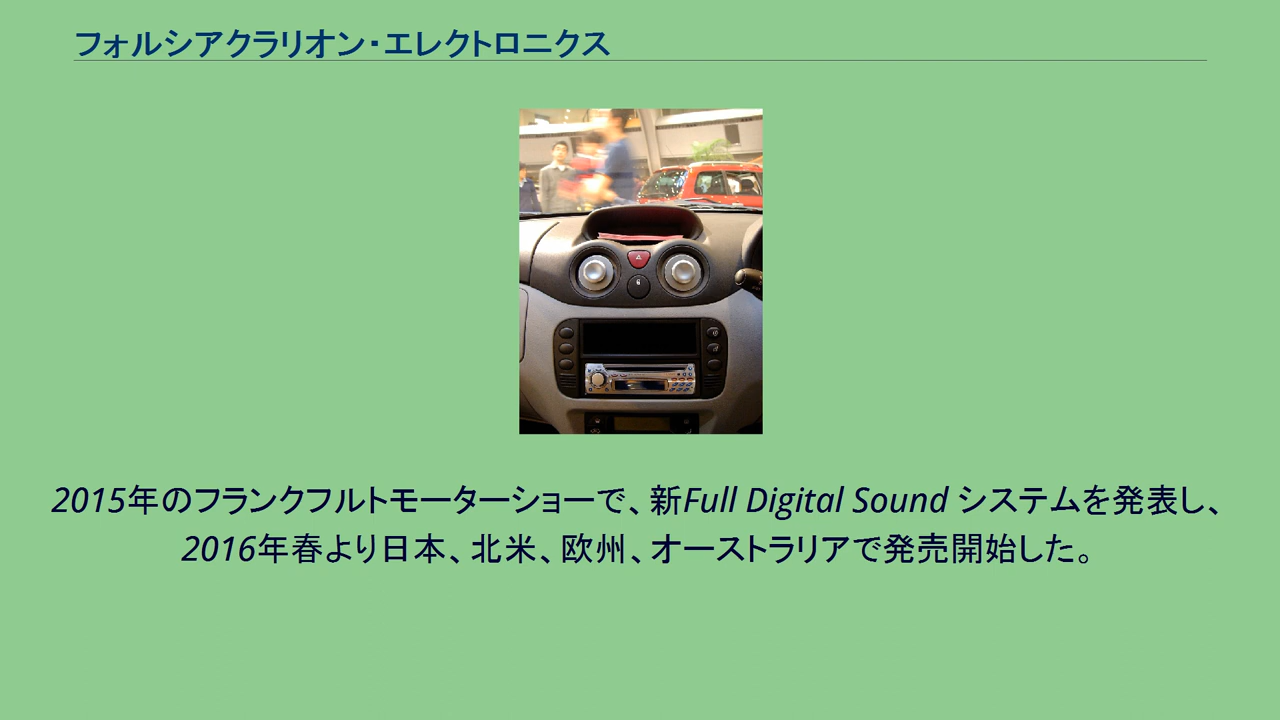 フォルシアクラリオン・エレクトロニクス
2015年のフランクフルトモーターショーで、新Full Digital Sound システムを発表し、
2016年春より日本、北米、欧州、オーストラリアで発売開始した。